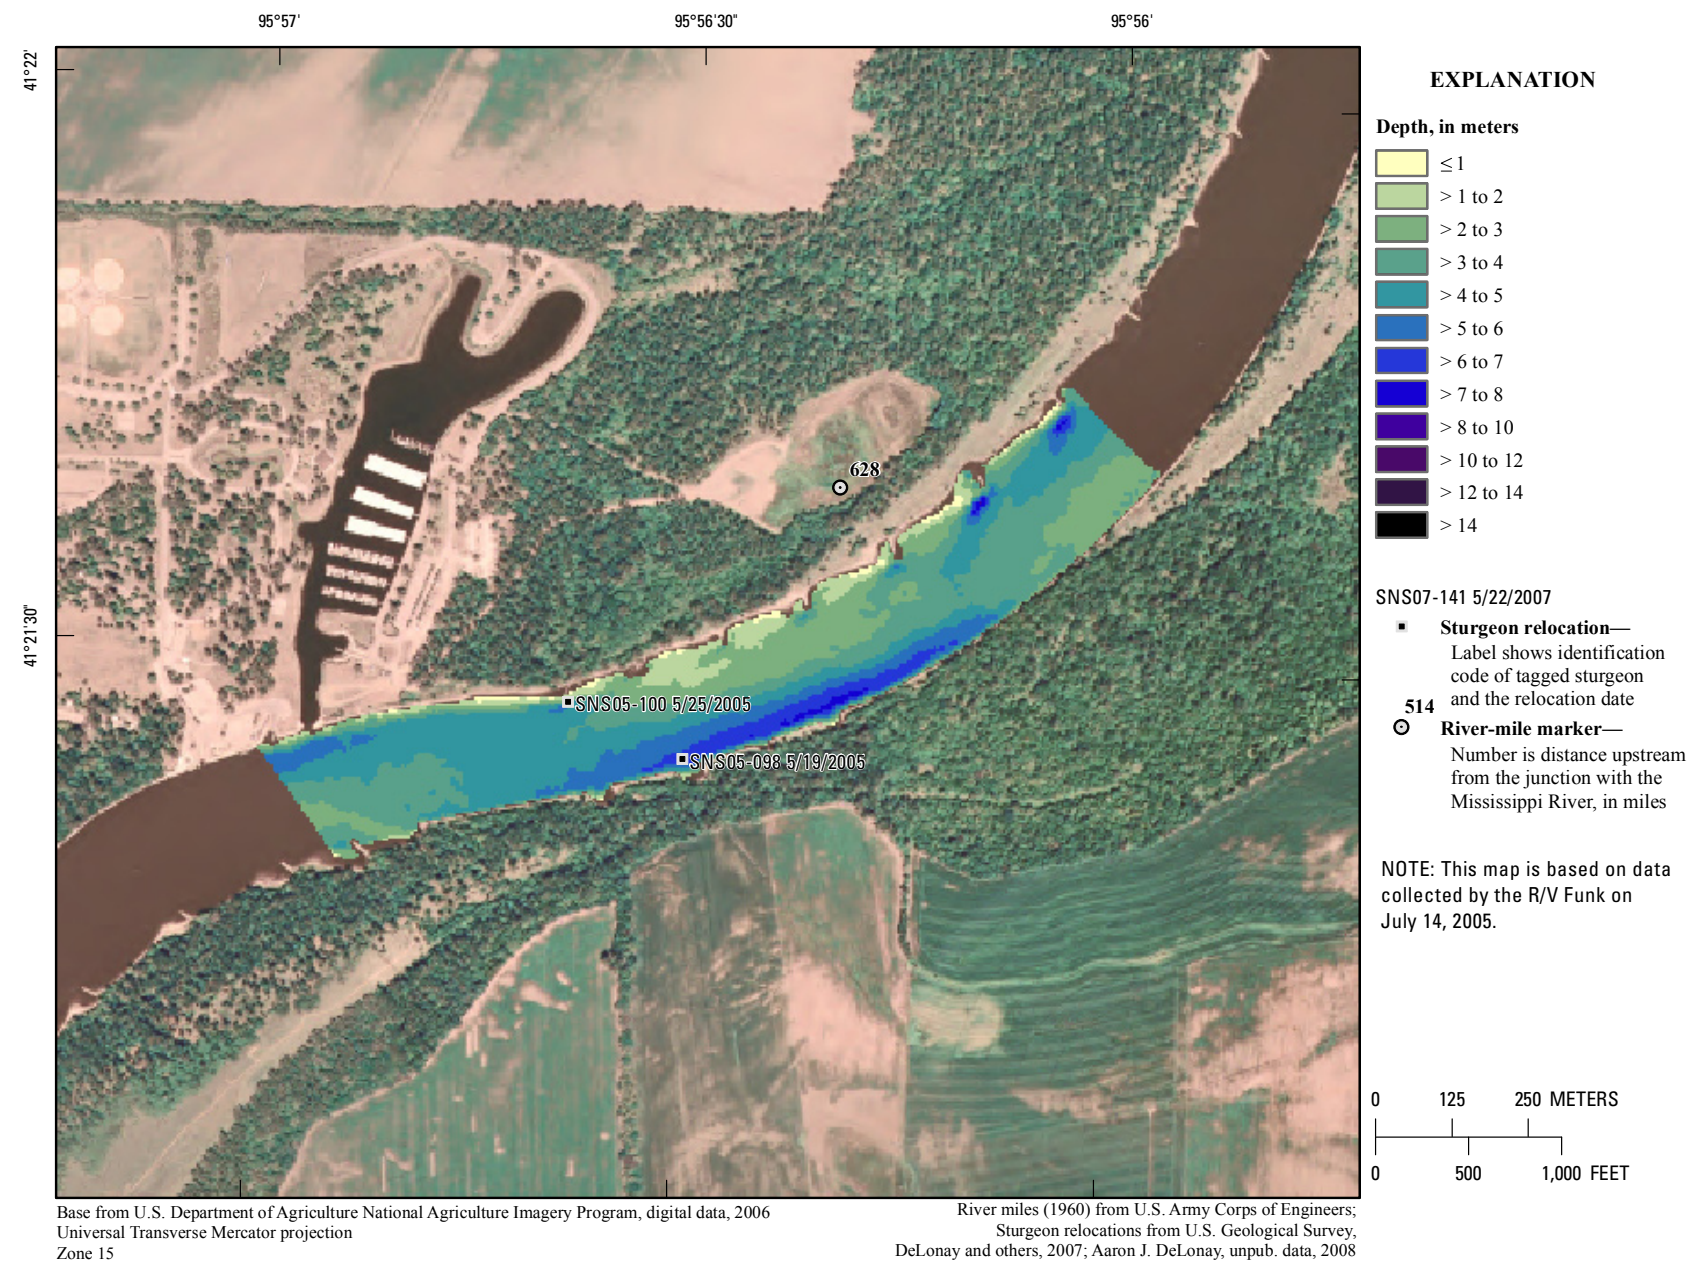 95°57'
95°56'30"
95°56'
41°22'
41°21'30"
628
SNS05-100 5/25/2005
SNS05-098 5/19/2005
EXPLANATION
Depth, in meters
≤ 1
> 1 to 2
> 2 to 3
> 3 to 4
> 4 to 5
> 5 to 6
> 6 to 7
> 7 to 8
> 8 to 10
> 10 to 12
> 12 to 14
> 14
SNS07-141 5/22/2007
Sturgeon relocation—
Label shows identification
code of tagged sturgeon
and the relocation date
514
River-mile marker—
Number is distance upstream
from the junction with the
Mississippi River, in miles
NOTE: This map is based on data
collected by the R/V Funk on
July 14, 2005.
0 125 250 METERS
0 500 1,000 FEET
Base from U.S. Department of Agriculture National Agriculture Imagery Program, digital data, 2006
Universal Transverse Mercator projection
Zone 15
River miles (1960) from U.S. Army Corps of Engineers;
Sturgeon relocations from U.S. Geological Survey,
DeLonay and others, 2007; Aaron J. DeLonay, unpub. data, 2008